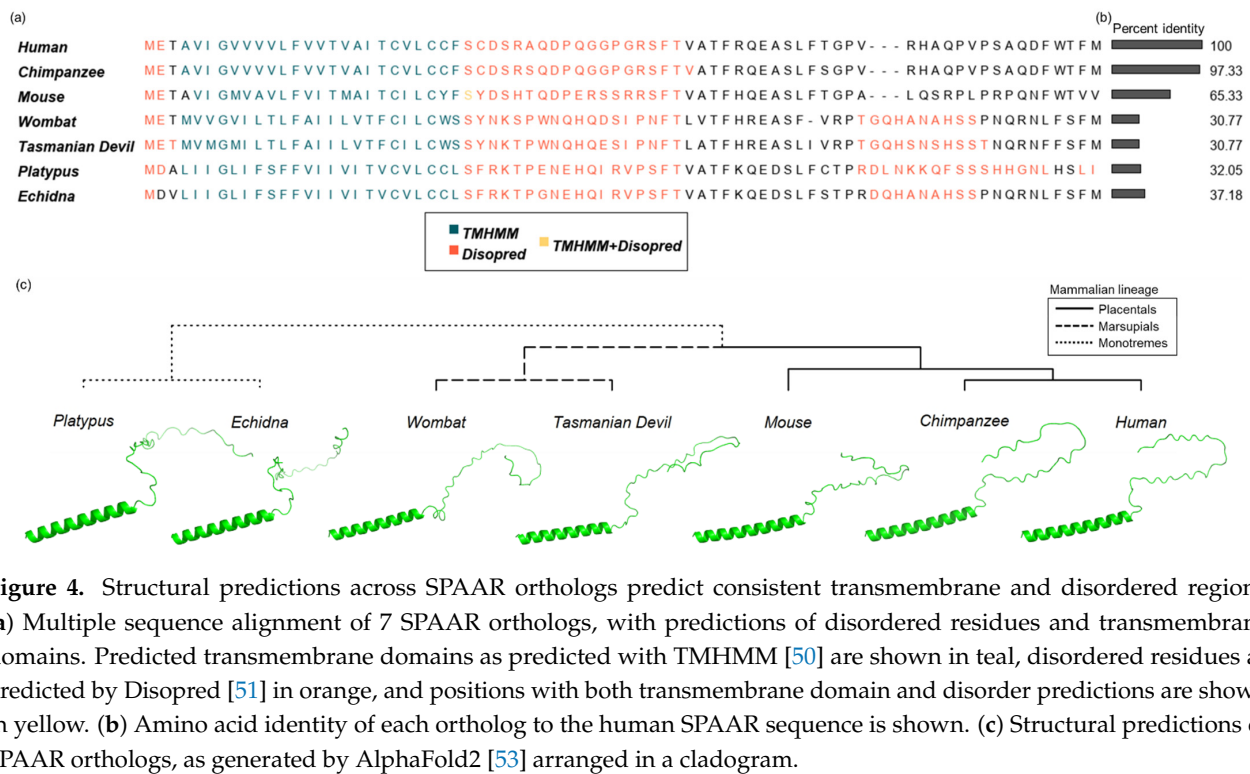 (a)
(b)
Percent identity
Human METAVIGVVVVLFVVTVAITCVLCCFSCDSRAQDPQGGPGRSFTVATFRQEASLFTGPV---RHAQPVPSAQDFWTFM 100
Chimpanzee METAVIGVVVVLFVVTVAITCVLCCFSCDSRSQDPQGGPGRSFTVATFRQEASLFSGPV---RHAQPVPSAQDFWTFM 97.33
Mouse METAVIGMVAVLFVITMAITCILCYFSYDSHTQDPERSSRRSFTVATFHQEASLFTGPA---LQSRPLPRPQNFWTVV 65.33
Wombat METMVVGVILTLFAIILVTFCILCWSSYNKSPWNQHQDSIPNFTLVTFHQEASF-VRPTGQHANAHSSPNQRNLFSFM 30.77
Tasmanian Devil METMVMGMILTLFAIILVTFCILCWSSYNKTPWNQHQESIPNFTLATFHQEASLIVRPTGQHSNSHSSTNQRNLFSFM 30.77
Platypus MDALIIGLIFSFFVIIVITVCVLCCLSFRKTPENEHQIRVPSFTVATFKQEDSLFCTPRDLNKKQFSSSHHGNLHSLI 32.05
Echidna MDVLIIGLIFSFFVIIVITVCVLCCLSFRKTPGNEHQIRVPSFTVATFKQEDSLFSTPRDQHANASSPNQRNLFSFM 37.18
TMHMM
Disopred
TMHMM+Disopred
(c)
Mammalian lineage
Placentals
Marsupials
Monotremes
Platypus Echidna Wombat Tasmanian Devil Mouse Chimpanzee Human
igure 4. Structural predictions across SPAAR orthologs predict consistent transmembrane and disordered region
a) Multiple sequence alignment of 7 SPAAR orthologs, with predictions of disordered residues and transmembran
omains. Predicted transmembrane domains as predicted with TMHMM [50] are shown in teal, disordered residues a
redicted by Disopred [51] in orange, and positions with both transmembrane domain and disorder predictions are show
n yellow. (b) Amino acid identity of each ortholog to the human SPAAR sequence is shown. (c) Structural predictions o
PAAR orthologs, as generated by AlphaFold2 [53] arranged in a cladogram.